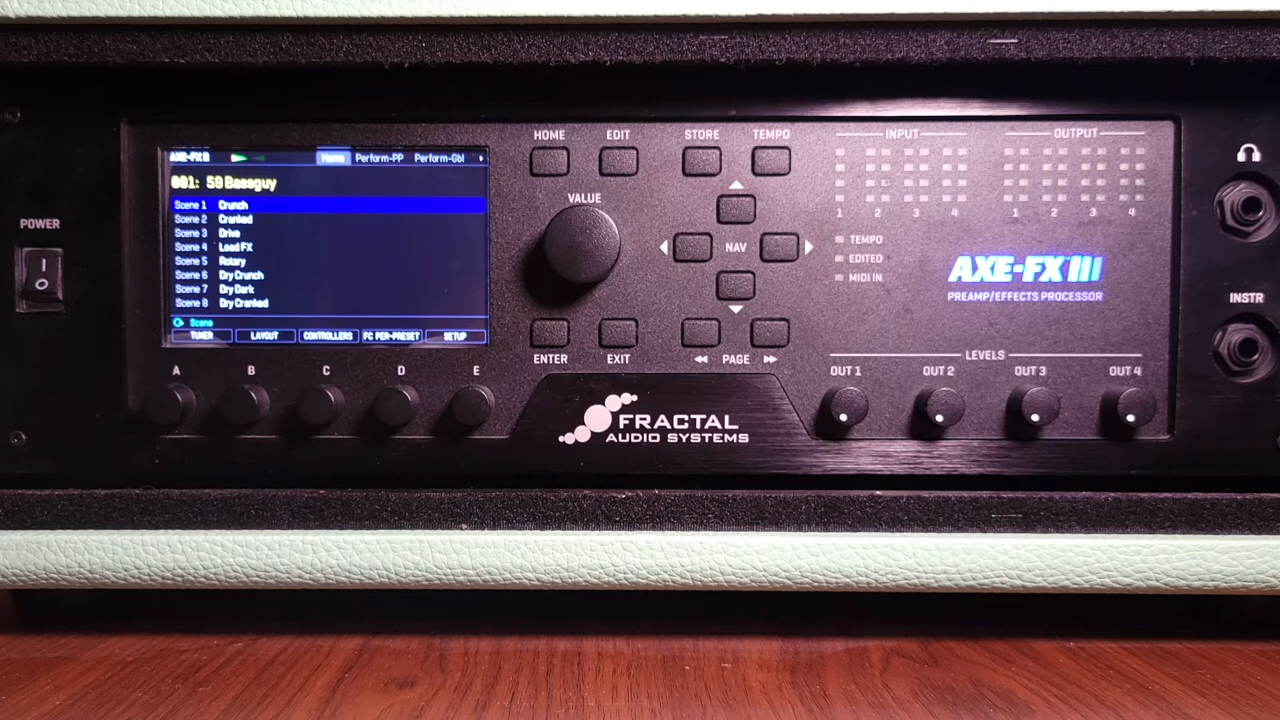 POWER
AXE-FX III Home Perform-PP Perform-Gbl
001: 59 Bassguy
Scene 1 Crunch
Scene 2 Cranked
Scene 3 Drive
Scene 4 Lead FX
Scene 5 Rotary
Scene 6 Dry Crunch
Scene 7 Dry Dark
Scene 8 Dry Cranked
Scene
TUNER LAYOUT CONTROLLERS FC PER-PRESET SETUP
A B C D E
HOME EDIT STORE TEMPO
VALUE
NAV
ENTER EXIT PAGE
FRACTAL
AUDIO SYSTEMS
INPUT OUTPUT
1 2 3 4 1 2 3 4
TEMPO
EDITED
MIDI IN
AXE-FX III
PREAMP/EFFECTS PROCESSOR
LEVELS
OUT 1 OUT 2 OUT 3 OUT 4
INSTR